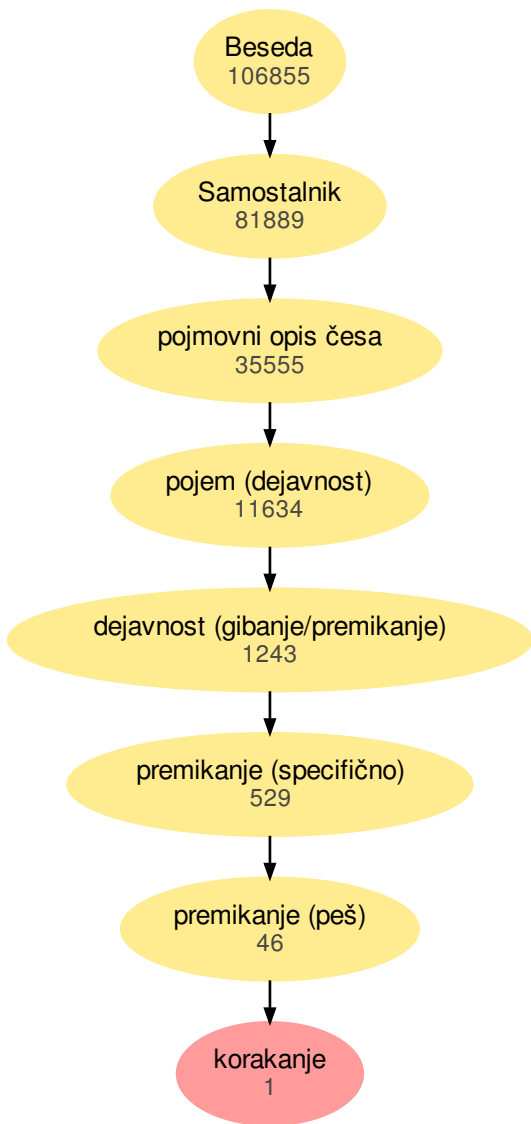 Beseda
106855
Samostalnik
81889
pojmovni opis česa
35555
pojem (dejavnost)
11634
dejavnost (gibanje/premikanje)
1243
premikanje (specifično)
529
premikanje (peš)
46
korakanje
1